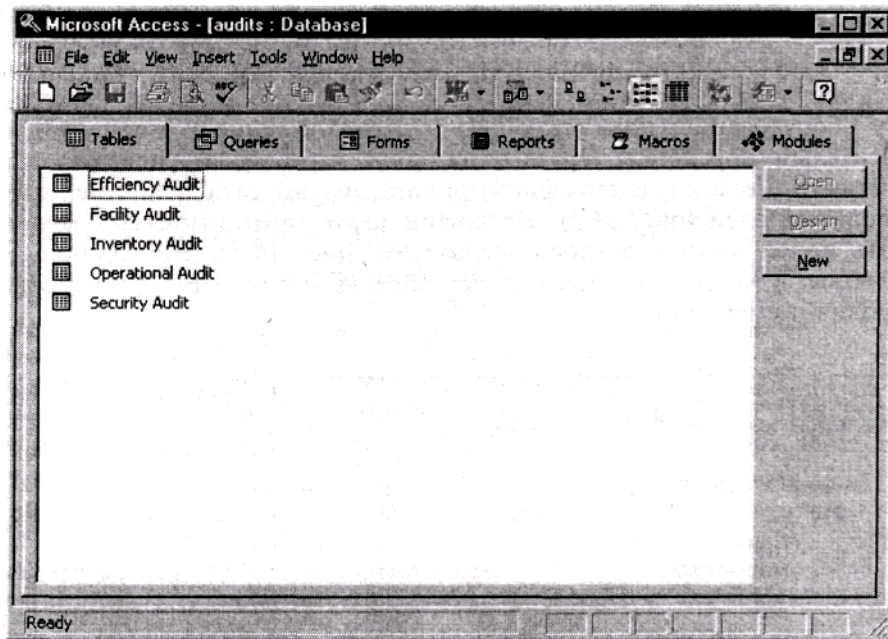 Microsoft Access - [audits : Database]
File Edit View Insert Tools Window Help
Tables Queries Forms Reports Macros Modules
Efficiency Audit
Facility Audit
Inventory Audit
Operational Audit
Security Audit
Open
Design
New
Ready